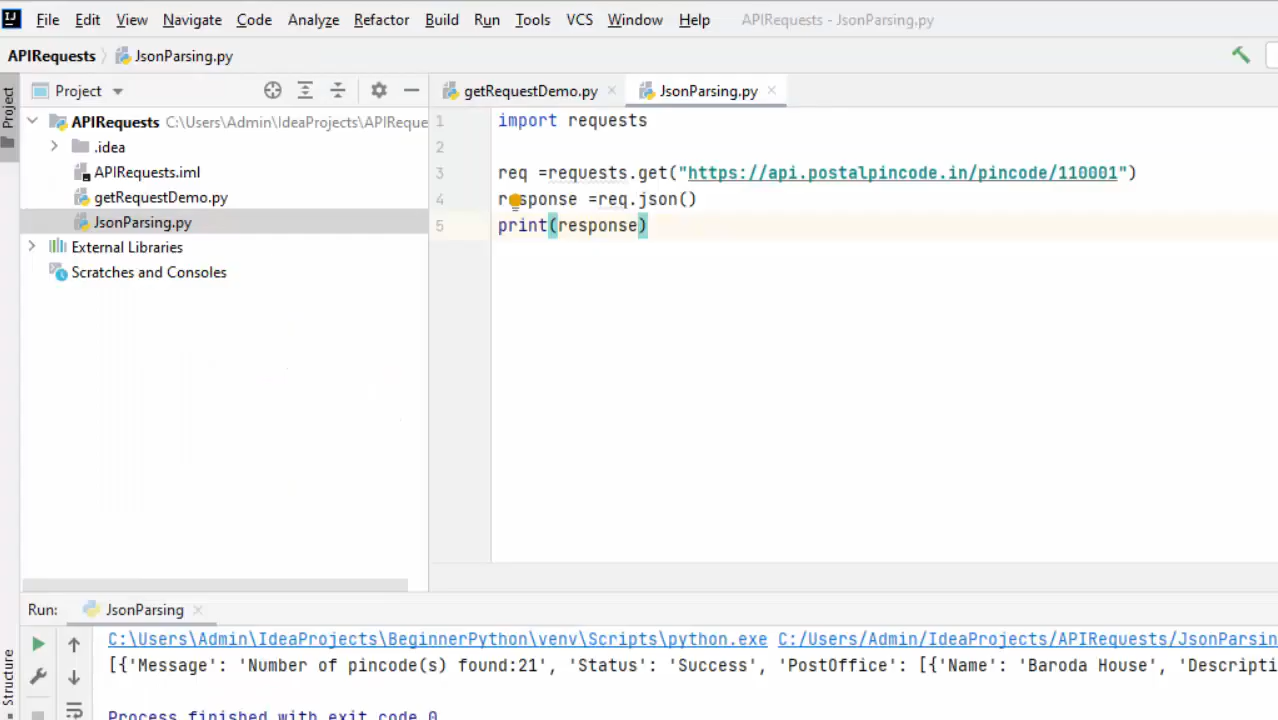 File Edit View Navigate Code Analyze Refactor Build Run Tools VCS Window Help APIRequests - JsonParsing.py
APIRequests JsonParsing.py
Project
Project
getRequestDemo.py JsonParsing.py
APIRequests C:\Users\Admin\IdeaProjects\APIReque
.idea
APIRequests.iml
getRequestDemo.py
JsonParsing.py
External Libraries
Scratches and Consoles
1 import requests
2
3 req =requests.get("https://api.postalpincode.in/pincode/110001")
4 response =req.json()
5 print(response)
Run: JsonParsing
Structure
C:\Users\Admin\IdeaProjects\BeginnerPython\venv\Scripts\python.exe C:/Users/Admin/IdeaProjects/APIRequests/JsonParsin
[{'Message': 'Number of pincode(s) found:21', 'Status': 'Success', 'PostOffice': [{'Name': 'Baroda House', 'Descripti
Process finished with exit code 0